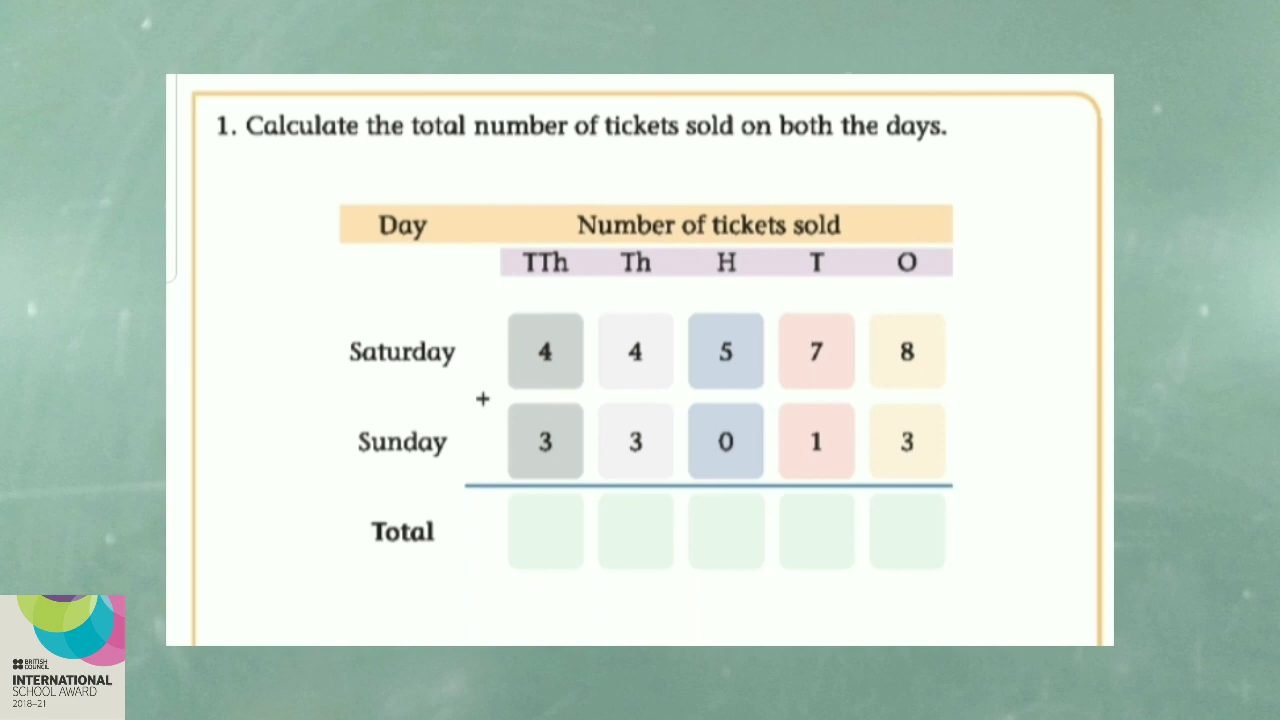 1. Calculate the total number of tickets sold on both the days.
Day Number of tickets sold
TTh Th H T O
Saturday 4 4 5 7 8
+
Sunday 3 3 0 1 3
Total
BRITISH
COUNCIL
INTERNATIONAL
SCHOOL AWARD
2018–21